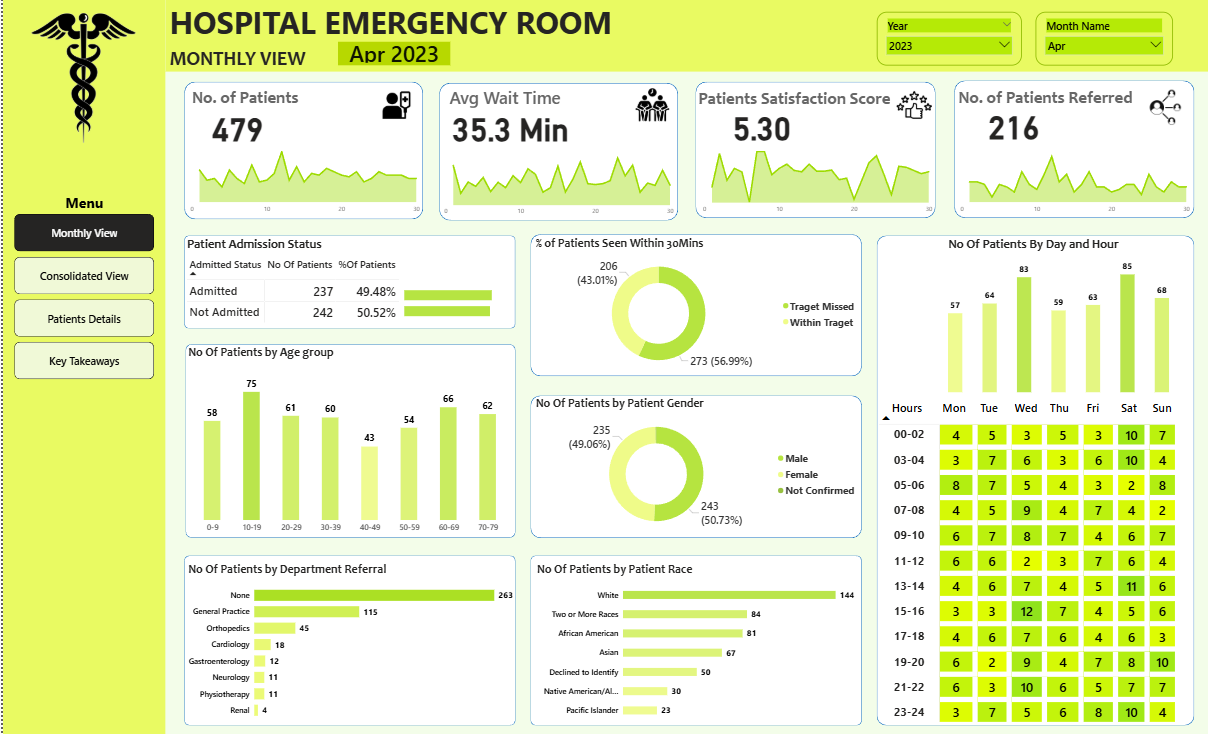 HOSPITAL EMERGENCY ROOM
MONTHLY VIEW
Apr 2023
Year
2023
Month Name
Apr
Menu
Monthly View
Consolidated View
Patients Details
Key Takeaways
No. of Patients
479
0 10 20 30
Avg Wait Time
35.3 Min
0 10 20 30
Patients Satisfaction Score
5.30
0 10 20 30
No. of Patients Referred
216
0 10 20 30
Patient Admission Status
Admitted Status No Of Patients %Of Patients
Admitted 237 49.48%
Not Admitted 242 50.52%
No Of Patients by Age group
58 75 61 60 43 54 66 62
0-9 10-19 20-29 30-39 40-49 50-59 60-69 70-79
No Of Patients by Department Referral
None 263
General Practice 115
Orthopedics 45
Cardiology 18
Gastroenterology 12
Neurology 11
Physiotherapy 11
Renal 4
% of Patients Seen Within 30Mins
206
(43.01%)
273 (56.99%)
Traget Missed
Within Traget
No Of Patients by Patient Gender
235
(49.06%)
243
(50.73%)
Male
Female
Not Confirmed
No Of Patients by Patient Race
White 144
Two or More Races 84
African American 81
Asian 67
Declined to Identify 50
Native American/Al... 30
Pacific Islander 23
No Of Patients By Day and Hour
57 64 83 59 63 85 68
Hours Mon Tue Wed Thu Fri Sat Sun
00-02 4 5 3 5 3 10 7
03-04 3 7 6 3 6 10 4
05-06 8 7 5 4 3 2 8
07-08 4 5 9 4 7 4 2
09-10 6 7 8 7 4 6 7
11-12 6 6 2 3 7 6 4
13-14 4 6 7 4 5 11 6
15-16 3 3 12 7 4 5 6
17-18 4 6 7 6 4 6 3
19-20 6 2 9 4 7 8 10
21-22 6 3 10 6 5 7 7
23-24 3 7 5 6 8 10 4